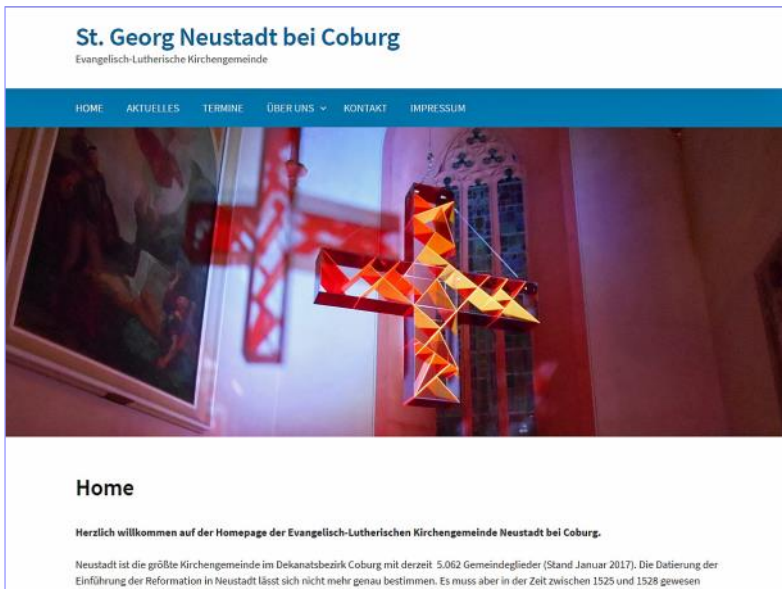 St. Georg Neustadt bei Coburg
Evangelisch-Lutherische Kirchengemeinde
HOME AKTUELLES TERMINE ÜBER UNS KONTAKT IMPRESSUM
Home
Herzlich willkommen auf der Homepage der Evangelisch-Lutherischen Kirchengemeinde Neustadt bei Coburg.
Neustadt ist die größte Kirchengemeinde im Dekanatsbezirk Coburg mit derzeit 5.062 Gemeindeglieder (Stand Januar 2017). Die Datierung der
Einführung der Reformation in Neustadt lässt sich nicht mehr genau bestimmen. Es muss aber in der Zeit zwischen 1525 und 1528 gewesen